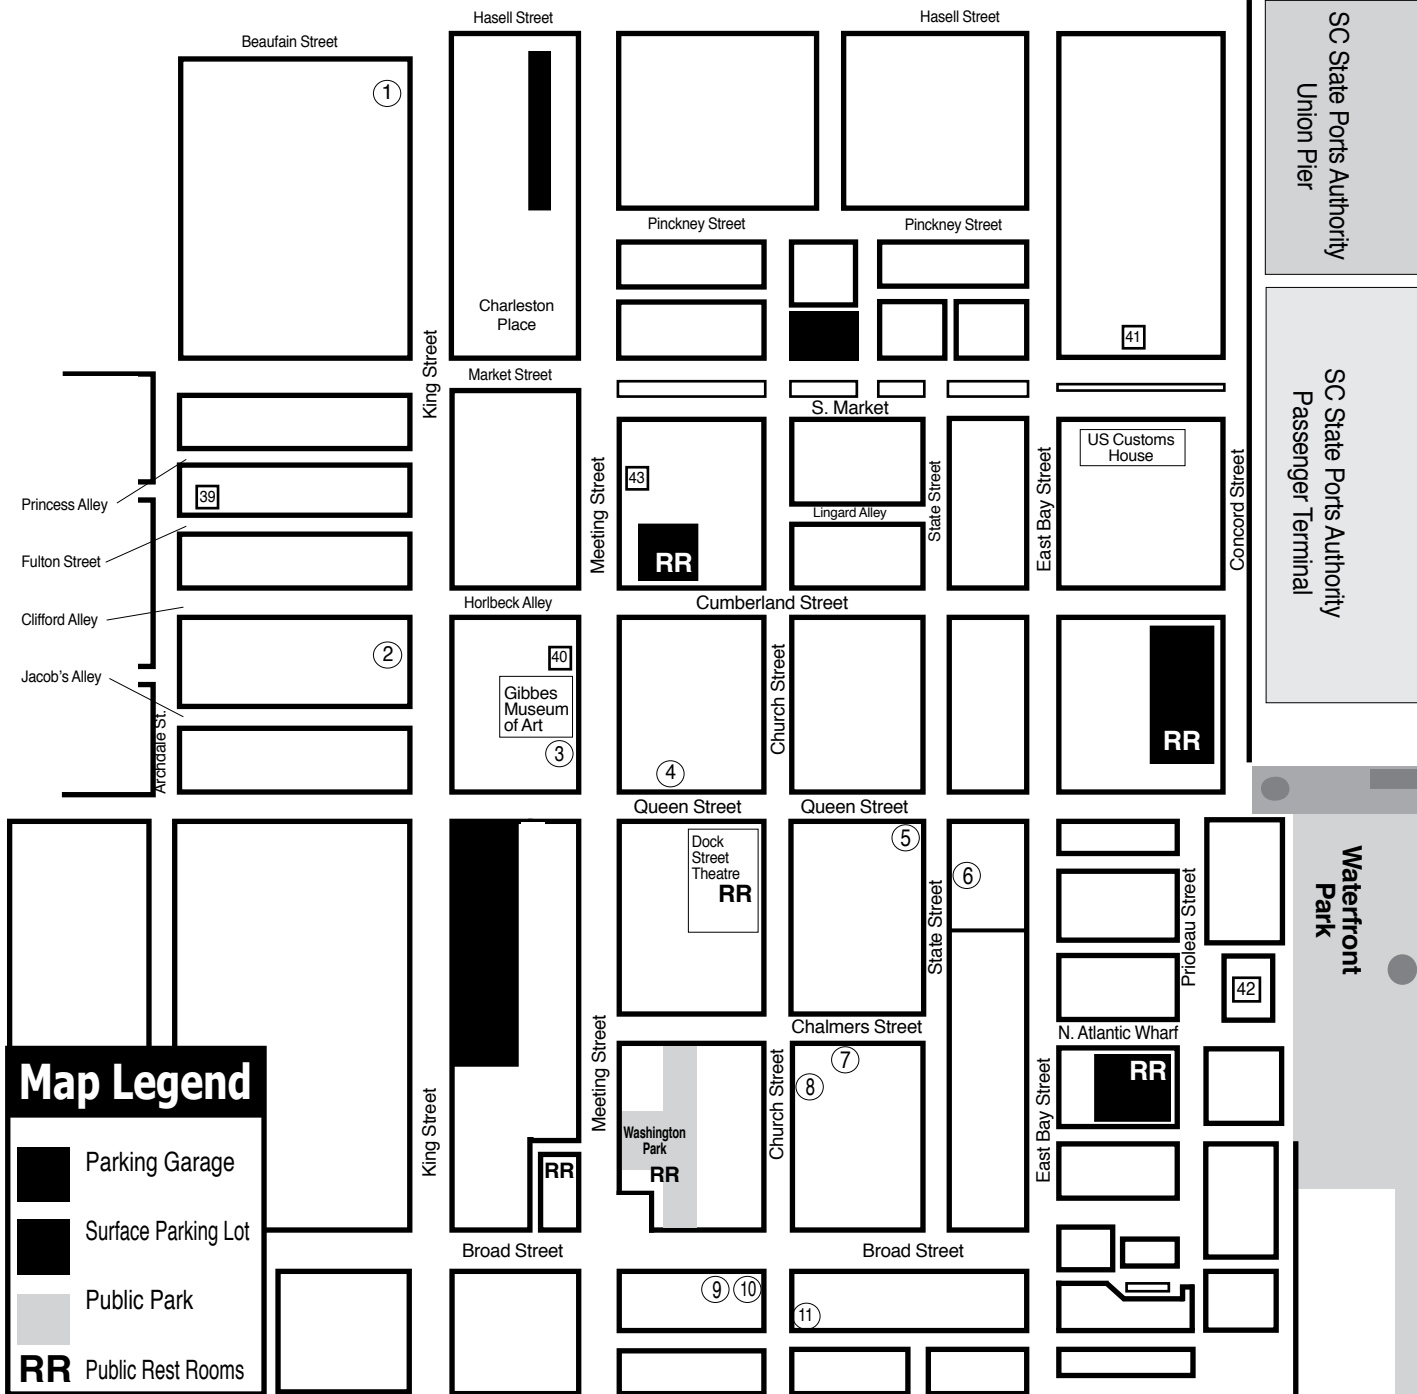 Hasell Street
Hasell Street
Beaufain Street
SC State Ports Authority
Union Pier
1
Pinckney Street
Pinckney Street
Charleston
Place
41
King Street
Market Street
S. Market
SC State Ports Authority
Passenger Terminal
US Customs
House
Princess Alley
39
43
Meeting Street
Lingard Alley
State Street
East Bay Street
Concord Street
Fulton Street
RR
Horlbeck Alley
Cumberland Street
Clifford Alley
2
40
Jacob's Alley
Gibbes
Museum
of Art
Church Street
Archdale St.
3
4
RR
Queen Street
Queen Street
Dock
Street
Theatre
RR
5
6
State Street
Prioleau Street
Waterfront
Park
42
Chalmers Street
N. Atlantic Wharf
Meeting Street
Church Street
7
8
East Bay Street
RR
King Street
Washington
Park
RR
RR
Broad Street
Broad Street
9
10
11
Map Legend
Parking Garage
Surface Parking Lot
Public Park
RR Public Rest Rooms